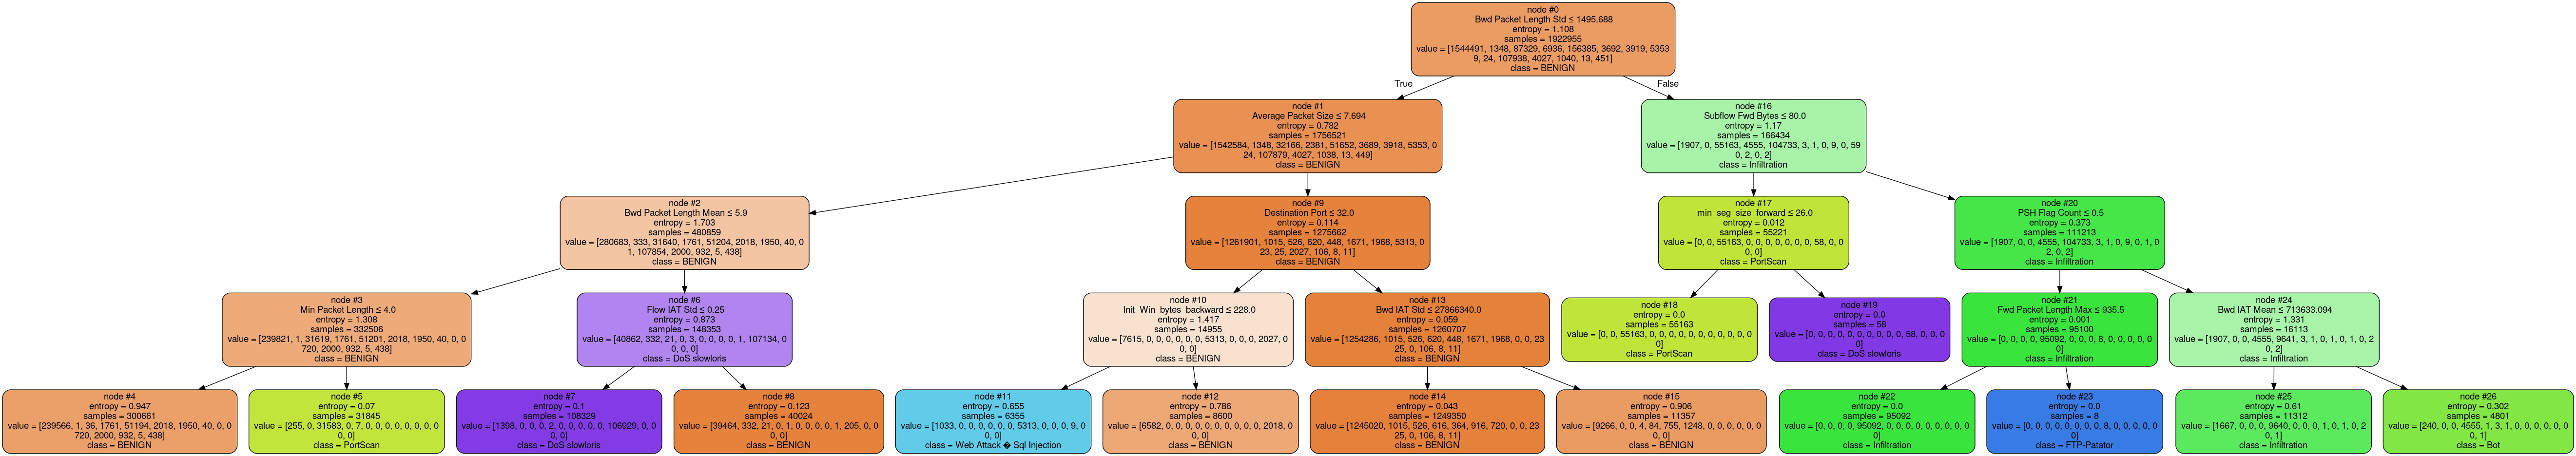 node #0
Bwd Packet Length Std ≤ 1495.688
entropy = 1.108
samples = 1922955
value = [1544491, 1348, 87329, 6936, 156385, 3692, 3919, 5353
9, 24, 107938, 4027, 1040, 13, 451]
class = BENIGN
True
False
node #1
Average Packet Size ≤ 7.694
entropy = 0.782
samples = 1756521
value = [1542584, 1348, 32166, 2381, 51652, 3689, 3918, 5353, 0
24, 107879, 4027, 1038, 13, 449]
class = BENIGN
node #16
Subflow Fwd Bytes ≤ 80.0
entropy = 1.17
samples = 166434
value = [1907, 0, 55163, 4555, 104733, 3, 1, 0, 9, 0, 59
0, 2, 0, 2]
class = Infiltration
node #2
Bwd Packet Length Mean ≤ 5.9
entropy = 1.703
samples = 480859
value = [280683, 333, 31640, 1761, 51204, 2018, 1950, 40, 0
1, 107854, 2000, 932, 5, 438]
class = BENIGN
node #9
Destination Port ≤ 32.0
entropy = 0.114
samples = 1275662
value = [1261901, 1015, 526, 620, 448, 1671, 1968, 5313, 0
23, 25, 2027, 106, 8, 11]
class = BENIGN
node #17
min_seg_size_forward ≤ 26.0
entropy = 0.012
samples = 55221
value = [0, 0, 55163, 0, 0, 0, 0, 0, 0, 0, 58, 0, 0
0, 0]
class = PortScan
node #20
PSH Flag Count ≤ 0.5
entropy = 0.373
samples = 111213
value = [1907, 0, 0, 4555, 104733, 3, 1, 0, 9, 0, 1, 0
2, 0, 2]
class = Infiltration
node #3
Min Packet Length ≤ 4.0
entropy = 1.308
samples = 332506
value = [239821, 1, 31619, 1761, 51201, 2018, 1950, 40, 0, 0
720, 2000, 932, 5, 438]
class = BENIGN
node #6
Flow IAT Std ≤ 0.25
entropy = 0.873
samples = 148353
value = [40862, 332, 21, 0, 3, 0, 0, 0, 0, 1, 107134, 0
0, 0, 0]
class = DoS slowloris
node #10
Init_Win_bytes_backward ≤ 228.0
entropy = 1.417
samples = 14955
value = [7615, 0, 0, 0, 0, 0, 0, 5313, 0, 0, 0, 2027, 0
0, 0]
class = BENIGN
node #13
Bwd IAT Std ≤ 27866340.0
entropy = 0.059
samples = 1260707
value = [1254286, 1015, 526, 620, 448, 1671, 1968, 0, 0, 23
25, 0, 106, 8, 11]
class = BENIGN
node #18
entropy = 0.0
samples = 55163
value = [0, 0, 55163, 0, 0, 0, 0, 0, 0, 0, 0, 0, 0, 0
0]
class = PortScan
node #19
entropy = 0.0
samples = 58
value = [0, 0, 0, 0, 0, 0, 0, 0, 0, 0, 58, 0, 0, 0
0]
class = DoS slowloris
node #21
Fwd Packet Length Max ≤ 935.5
entropy = 0.001
samples = 95100
value = [0, 0, 0, 0, 95092, 0, 0, 0, 8, 0, 0, 0, 0, 0
0]
class = Infiltration
node #24
Bwd IAT Mean ≤ 713633.094
entropy = 1.331
samples = 16113
value = [1907, 0, 0, 4555, 9641, 3, 1, 0, 1, 0, 1, 0, 2
0, 2]
class = Infiltration
node #4
entropy = 0.947
samples = 300661
value = [239566, 1, 36, 1761, 51194, 2018, 1950, 40, 0, 0
720, 2000, 932, 5, 438]
class = BENIGN
node #5
entropy = 0.07
samples = 31845
value = [255, 0, 31583, 0, 7, 0, 0, 0, 0, 0, 0, 0, 0
0, 0]
class = PortScan
node #7
entropy = 0.1
samples = 108329
value = [1398, 0, 0, 0, 2, 0, 0, 0, 0, 0, 106929, 0, 0
0, 0]
class = DoS slowloris
node #8
entropy = 0.123
samples = 40024
value = [39464, 332, 21, 0, 1, 0, 0, 0, 0, 1, 205, 0, 0
0, 0]
class = BENIGN
node #11
entropy = 0.655
samples = 6355
value = [1033, 0, 0, 0, 0, 0, 0, 5313, 0, 0, 0, 9, 0
0, 0]
class = Web Attack � Sql Injection
node #12
entropy = 0.786
samples = 8600
value = [6582, 0, 0, 0, 0, 0, 0, 0, 0, 0, 0, 2018, 0
0, 0]
class = BENIGN
node #14
entropy = 0.043
samples = 1249350
value = [1245020, 1015, 526, 616, 364, 916, 720, 0, 0, 23
25, 0, 106, 8, 11]
class = BENIGN
node #15
entropy = 0.906
samples = 11357
value = [9266, 0, 0, 4, 84, 755, 1248, 0, 0, 0, 0, 0, 0
0, 0]
class = BENIGN
node #22
entropy = 0.0
samples = 95092
value = [0, 0, 0, 0, 95092, 0, 0, 0, 0, 0, 0, 0, 0, 0
0]
class = Infiltration
node #23
entropy = 0.0
samples = 8
value = [0, 0, 0, 0, 0, 0, 0, 0, 8, 0, 0, 0, 0, 0
0]
class = FTP-Patator
node #25
entropy = 0.61
samples = 11312
value = [1667, 0, 0, 0, 9640, 0, 0, 0, 1, 0, 1, 0, 2
0, 1]
class = Infiltration
node #26
entropy = 0.302
samples = 4801
value = [240, 0, 0, 4555, 1, 3, 1, 0, 0, 0, 0, 0, 0
0, 1]
class = Bot